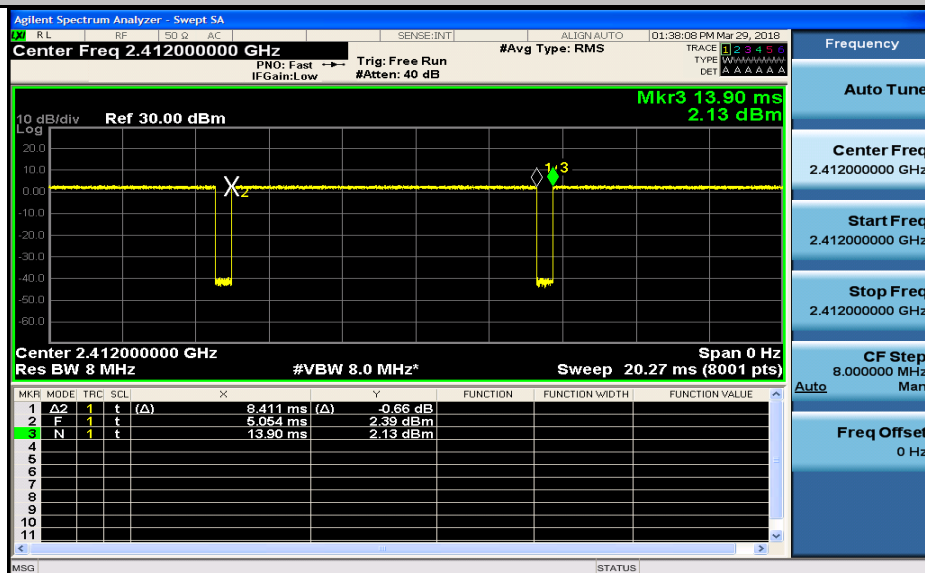 Agilent Spectrum Analyzer - Swept SA
LXI RL RF 50 Ω AC SENSE:INT ALIGN AUTO 01:38:08 PM Mar 29, 2018
Center Freq 2.412000000 GHz
PNO: Fast
IFGain:Low
Trig: Free Run
#Atten: 40 dB
#Avg Type: RMS
TRACE 1 2 3 4 5 6
TYPE WWWWWW
DET A A A A A A
Mkr3 13.90 ms
2.13 dBm
10 dB/div Ref 30.00 dBm
Log
20.0
10.0
0.00
-10.0
-20.0
-30.0
-40.0
-50.0
-60.0
2
1
3
Center 2.412000000 GHz Span 0 Hz
Res BW 8 MHz #VBW 8.0 MHz* Sweep 20.27 ms (8001 pts)
MKR MODE TRC SCL X Y FUNCTION FUNCTION WIDTH FUNCTION VALUE
1 Δ2 1 t (Δ) 8.411 ms (Δ) -0.66 dB
2 F 1 t 5.054 ms 2.39 dBm
3 N 1 t 13.90 ms 2.13 dBm
4
5
6
7
8
9
10
11
MSG STATUS
Frequency
Auto Tune
Center Freq
2.412000000 GHz
Start Freq
2.412000000 GHz
Stop Freq
2.412000000 GHz
CF Step
8.000000 MHz
Auto Man
Freq Offset
0 Hz